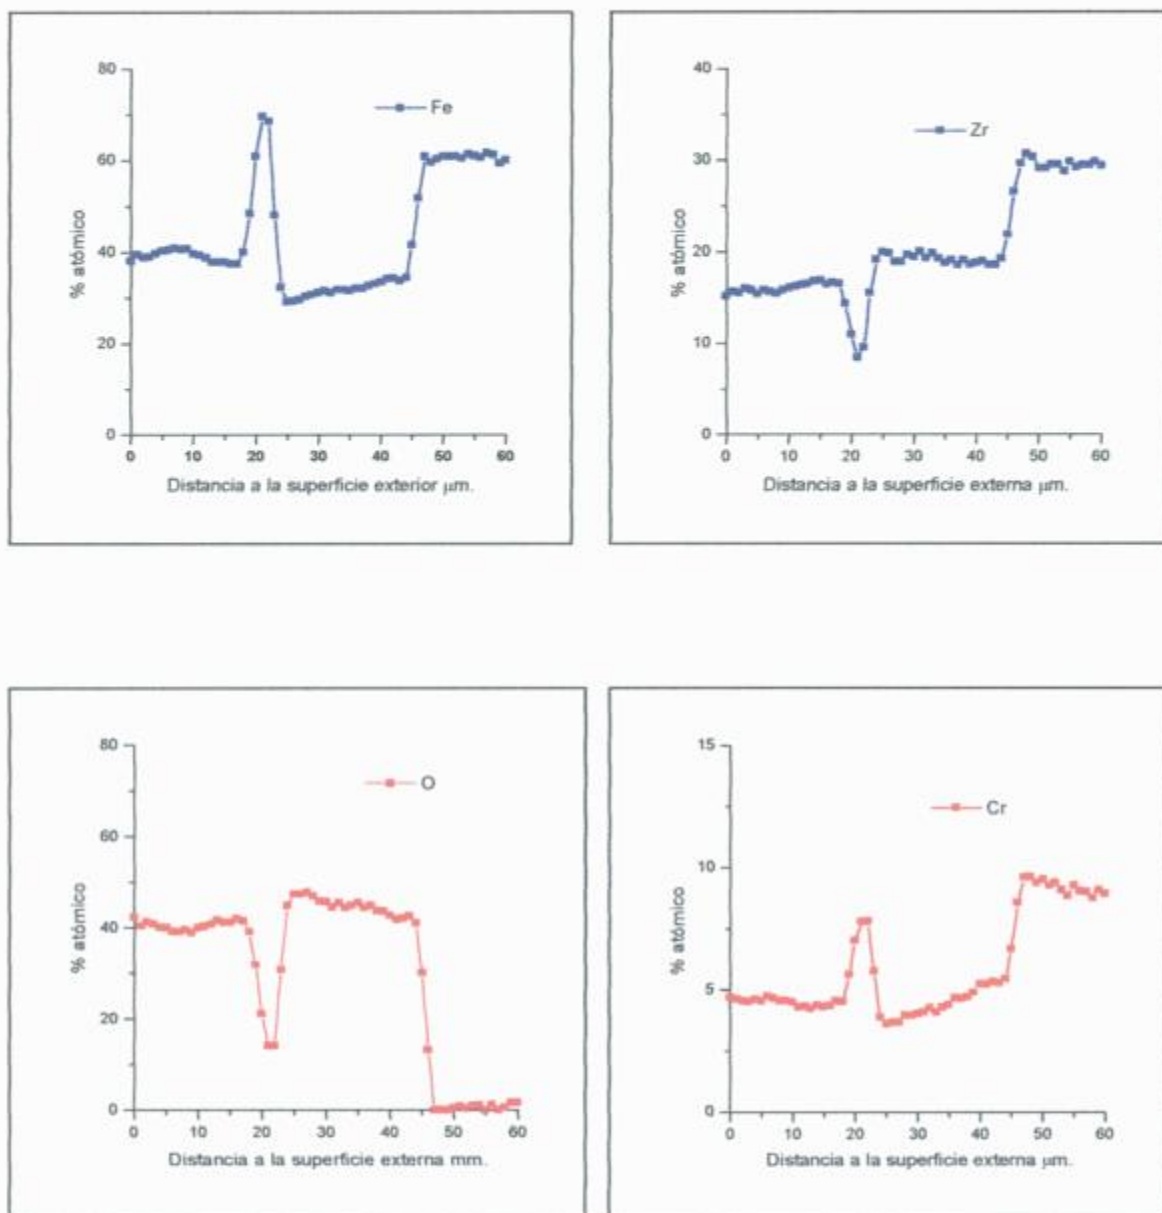 80
60
40
20
0
% atómico
Fe
0 10 20 30 40 50 60
Distancia a la superficie exterior μm.
40
30
20
10
0
% atómico
Zr
0 10 20 30 40 50 60
Distancia a la superficie externa μm.
80
60
40
20
0
% atómico
O
0 10 20 30 40 50 60
Distancia a la superficie externa mm.
15
10
5
0
% atómico
Cr
0 10 20 30 40 50 60
Distancia a la superficie externa μm.